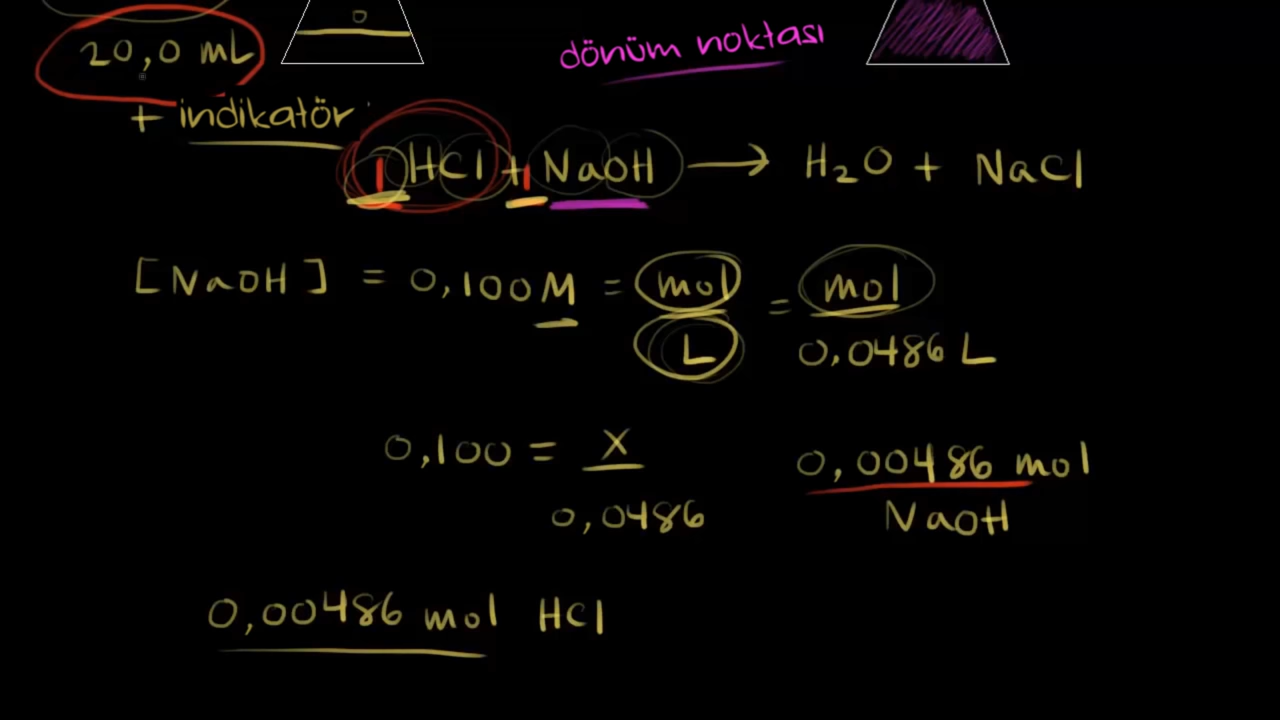 20,0 mL
dönüm noktası
+ indikatör
1 HCl + 1 NaOH → H₂O + NaCl
[NaOH] = 0,100 M = mol / L = mol / 0,0486 L
0,100 = X / 0,0486
0,00486 mol
NaOH
0,00486 mol HCl